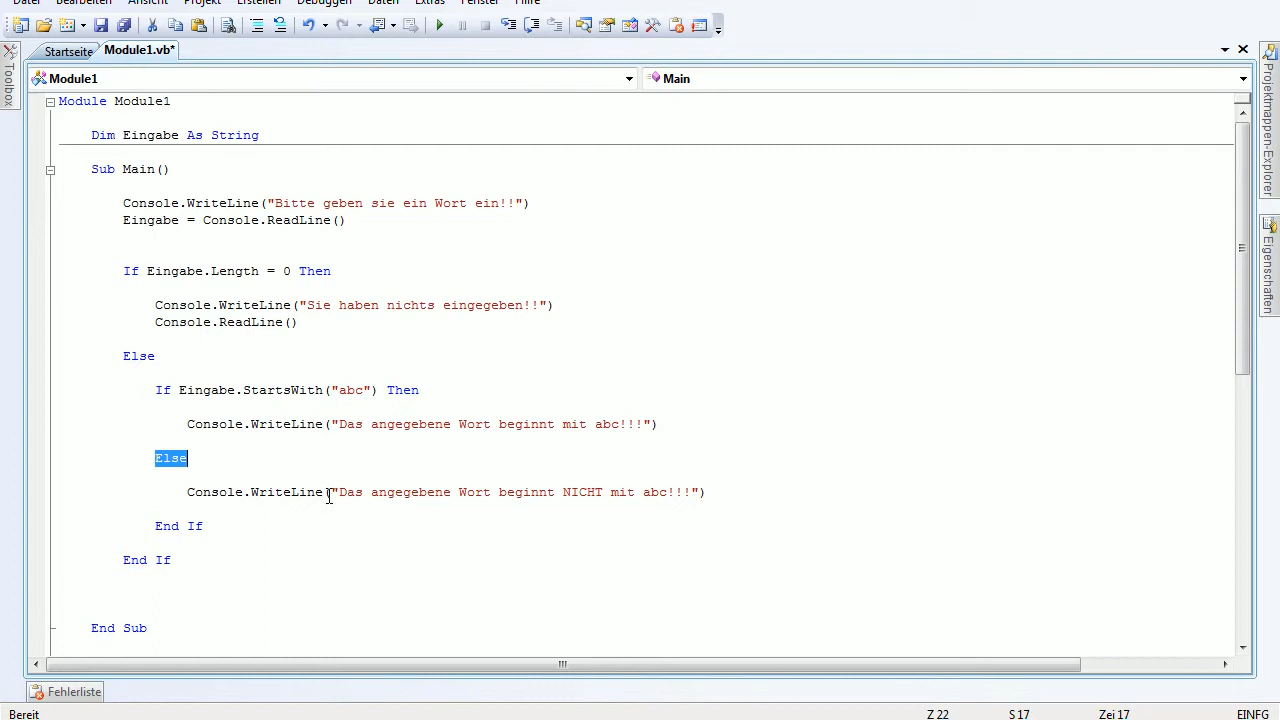 Datei Bearbeiten Ansicht Projekt Erstellen Debuggen Daten Extras Fenster Hilfe
Startseite Module1.vb*
Module1 Main
Toolbox
Projektmappen-Explorer
Eigenschaften
Module Module1
Dim Eingabe As String
Sub Main()
Console.WriteLine("Bitte geben sie ein Wort ein!!")
Eingabe = Console.ReadLine()
If Eingabe.Length = 0 Then
Console.WriteLine("Sie haben nichts eingegeben!!")
Console.ReadLine()
Else
If Eingabe.StartsWith("abc") Then
Console.WriteLine("Das angegebene Wort beginnt mit abc!!!")
Else
Console.WriteLine("Das angegebene Wort beginnt NICHT mit abc!!!")
End If
End If
End Sub
Fehlerliste
Bereit Z 22 S 17 Zei 17 EINFG